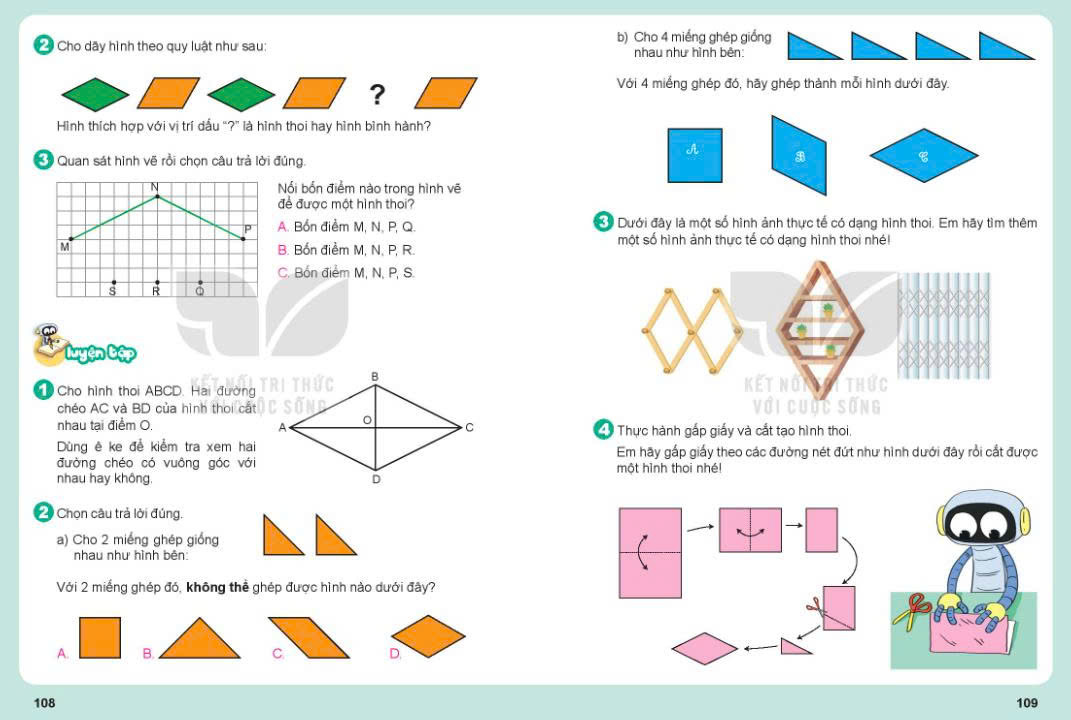 2 Cho dãy hình theo quy luật như sau:
?
Hình thích hợp với vị trí dấu "?" là hình thoi hay hình bình hành?
3 Quan sát hình vẽ rồi chọn câu trả lời đúng.
N
M
P
S R Q
Nối bốn điểm nào trong hình vẽ
để được một hình thoi?
A. Bốn điểm M, N, P, Q.
B. Bốn điểm M, N, P, R.
C. Bốn điểm M, N, P, S.
luyện tập
1 Cho hình thoi ABCD. Hai đường
chéo AC và BD của hình thoi cắt
nhau tại điểm O.
Dùng ê ke để kiểm tra xem hai
đường chéo có vuông góc với
nhau hay không.
B
O
A
C
D
2 Chọn câu trả lời đúng.
a) Cho 2 miếng ghép giống
nhau như hình bên:
Với 2 miếng ghép đó, không thể ghép được hình nào dưới đây?
A. B. C. D.
108
b) Cho 4 miếng ghép giống
nhau như hình bên:
Với 4 miếng ghép đó, hãy ghép thành mỗi hình dưới đây.
A B C
3 Dưới đây là một số hình ảnh thực tế có dạng hình thoi. Em hãy tìm thêm
một số hình ảnh thực tế có dạng hình thoi nhé!
4 Thực hành gấp giấy và cắt tạo hình thoi.
Em hãy gấp giấy theo các đường nét đứt như hình dưới đây rồi cắt được
một hình thoi nhé!
109
KẾT NỐI TRI THỨC
VỚI CUỘC SỐNG
KẾT NỐI TRI THỨC
VỚI CUỘC SỐNG